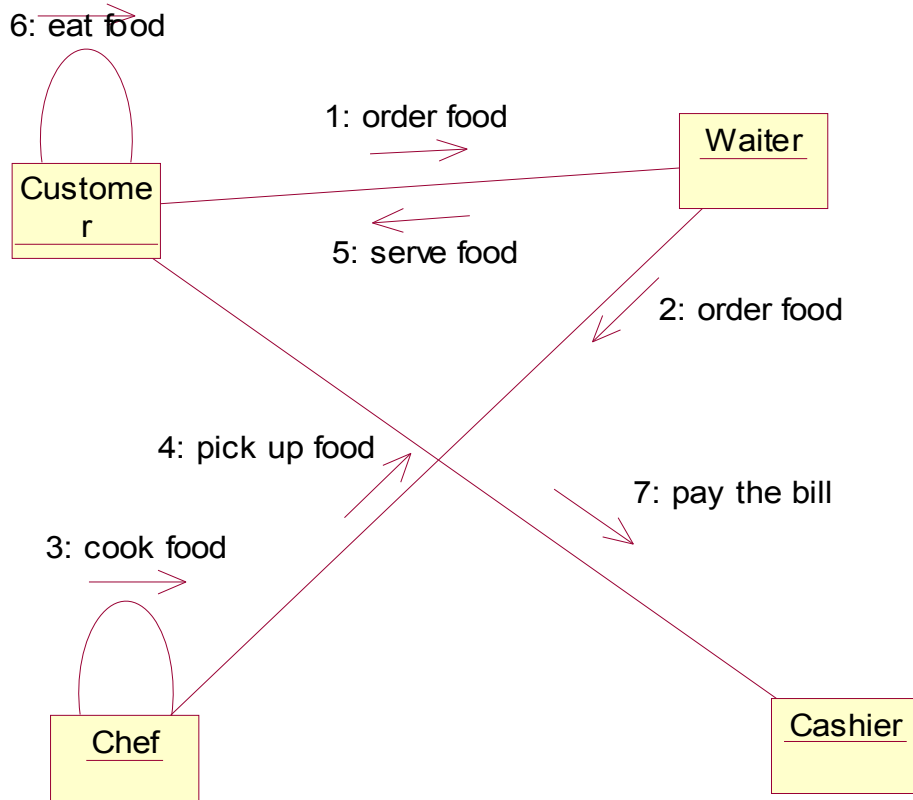 6: eat food
1: order food
Waiter
Custome
r
5: serve food
2: order food
4: pick up food
7: pay the bill
3: cook food
Chef
Cashier